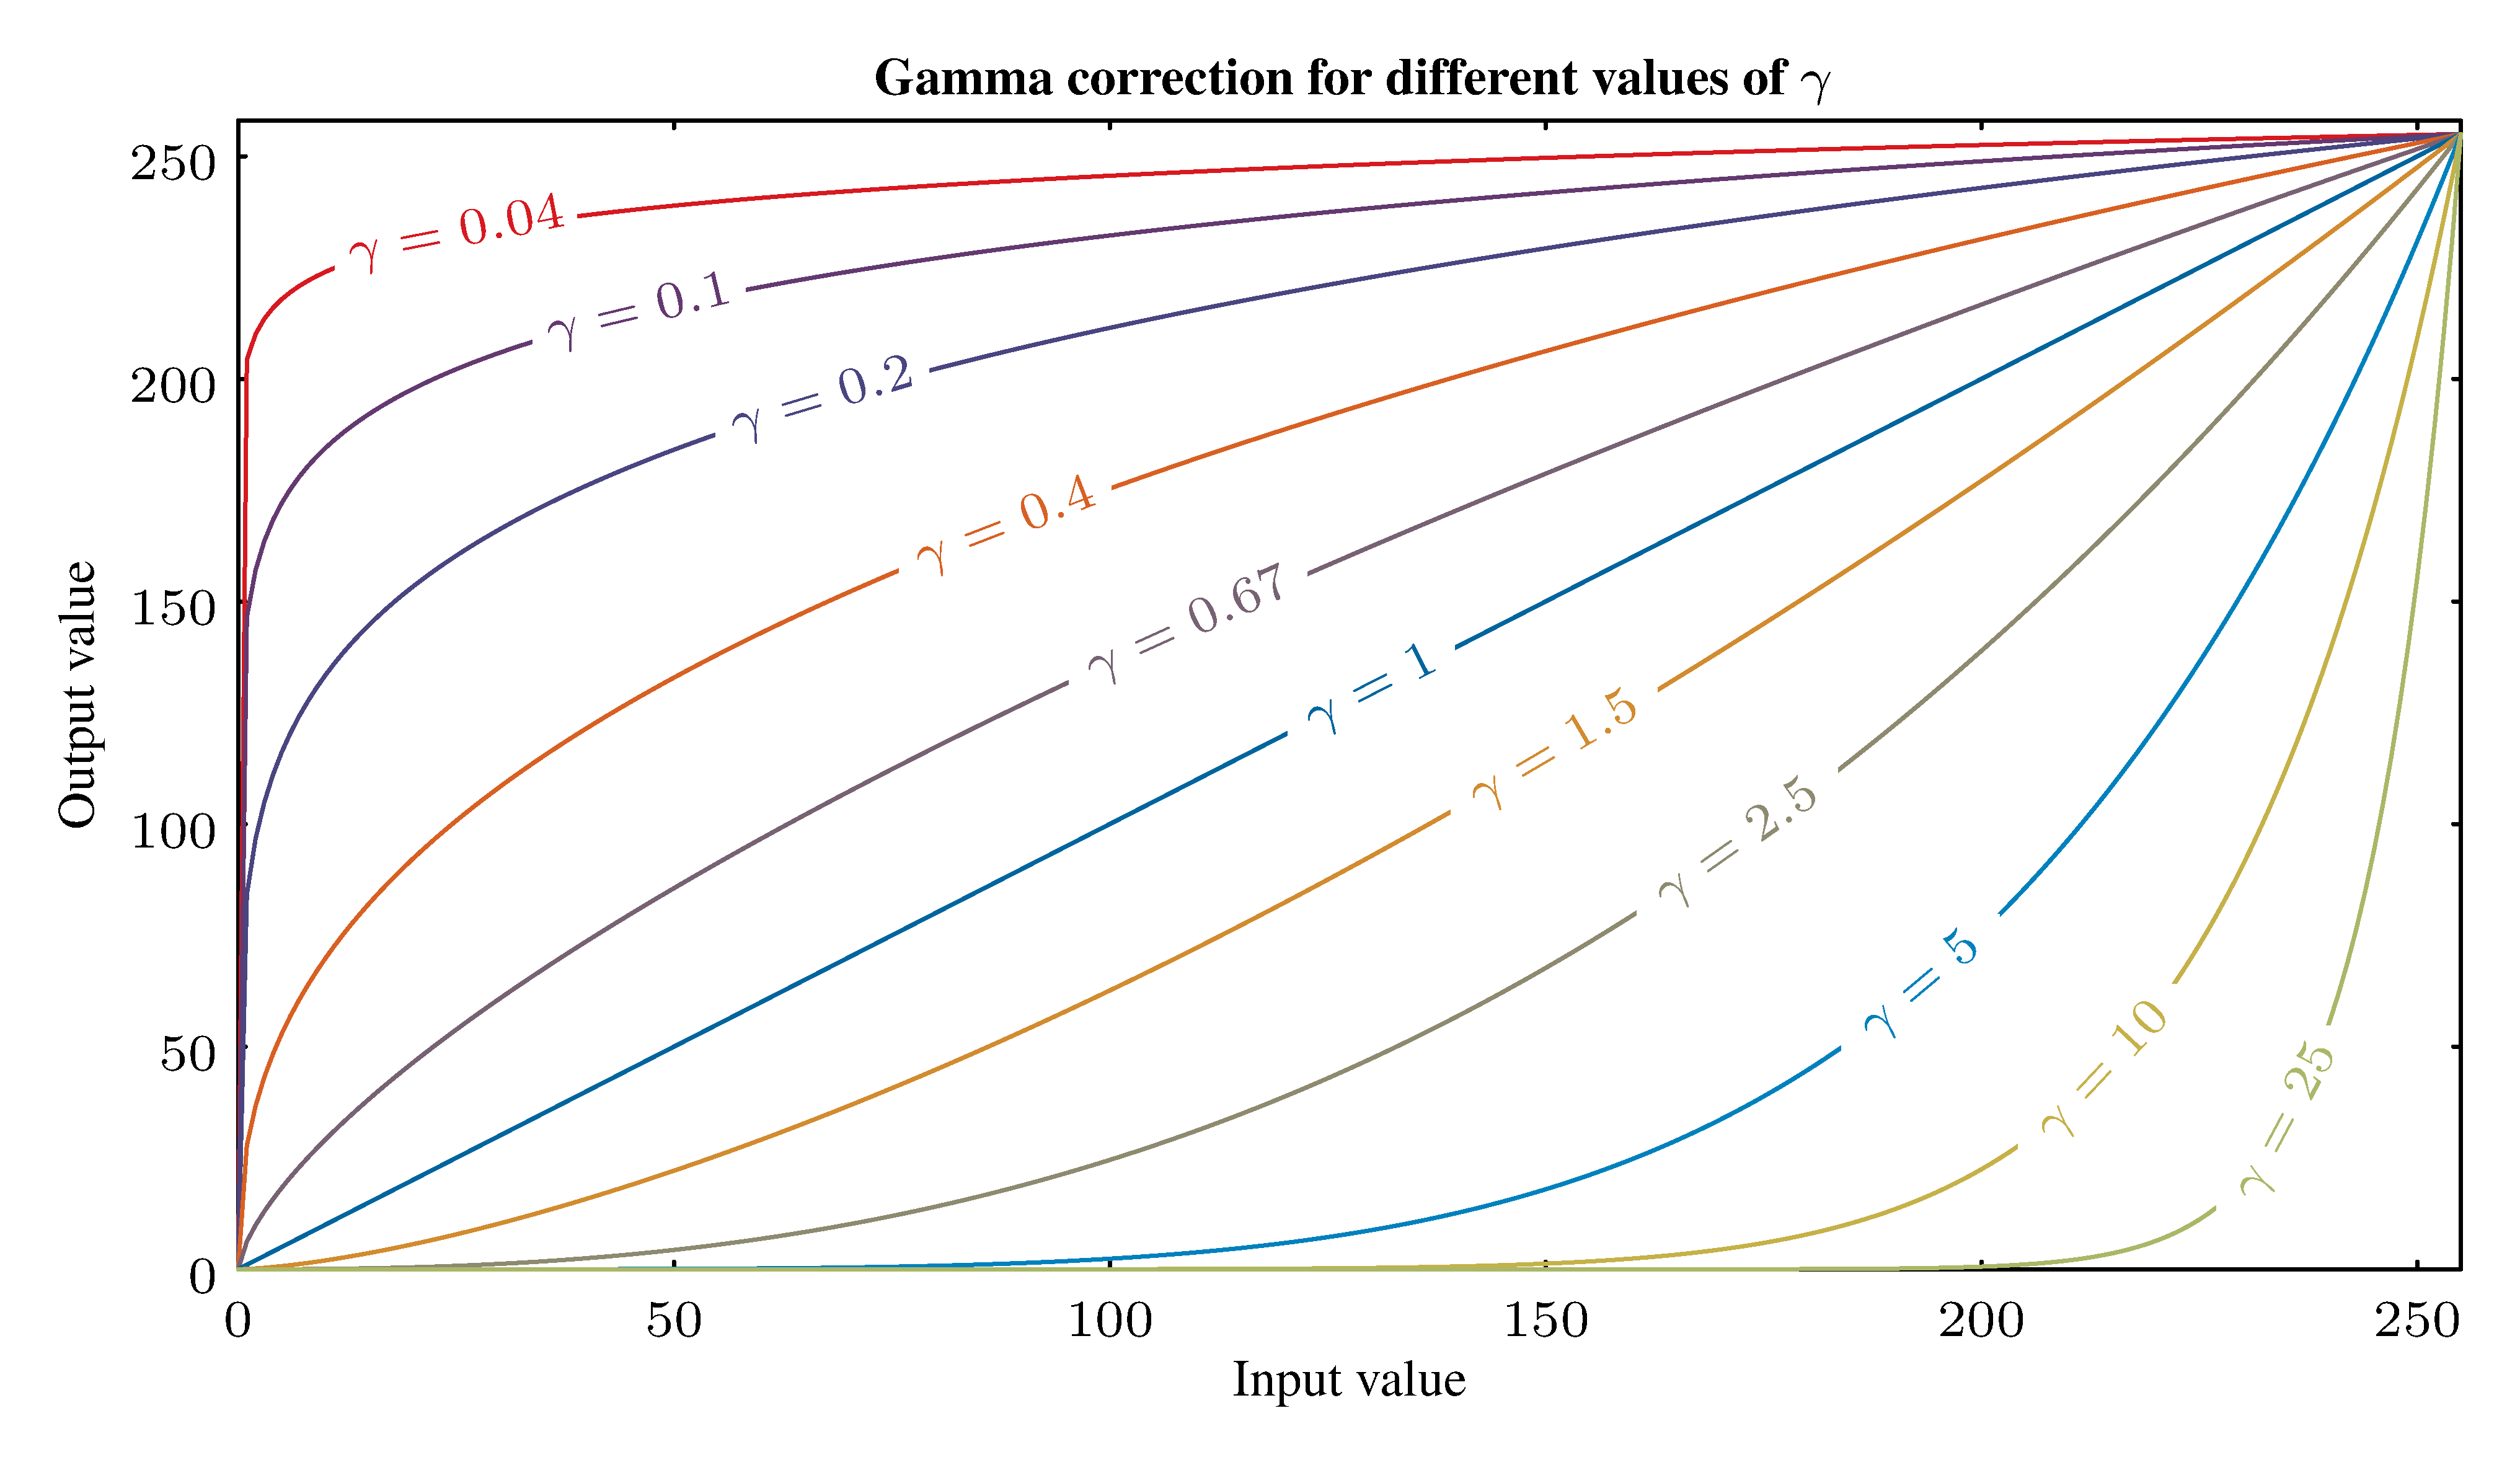 Gamma correction for different values of γ
250
200
150
100
50
0
Output value
γ = 0.04
γ = 0.1
γ = 0.2
γ = 0.4
γ = 0.67
γ = 1
γ = 1.5
γ = 2.5
γ = 5
γ = 10
γ = 25
0 50 100 150 200 250
Input value